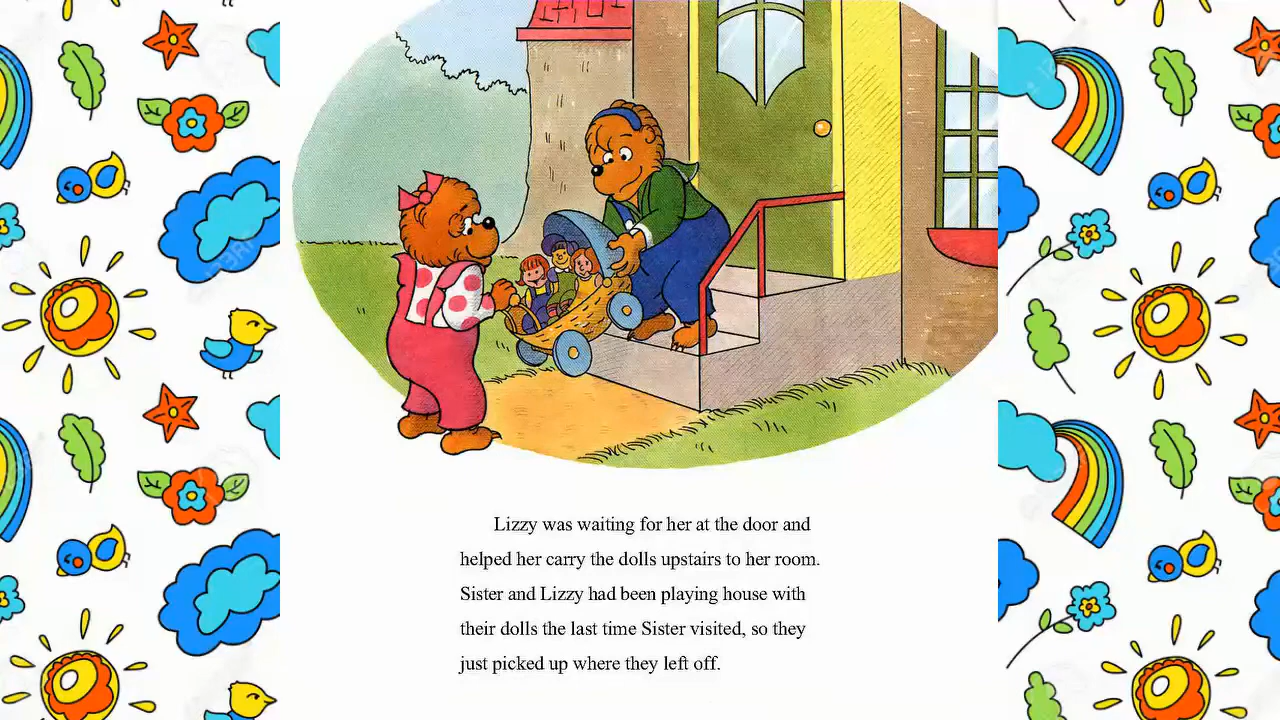 Lizzy was waiting for her at the door and
helped her carry the dolls upstairs to her room.
Sister and Lizzy had been playing house with
their dolls the last time Sister visited, so they
just picked up where they left off.